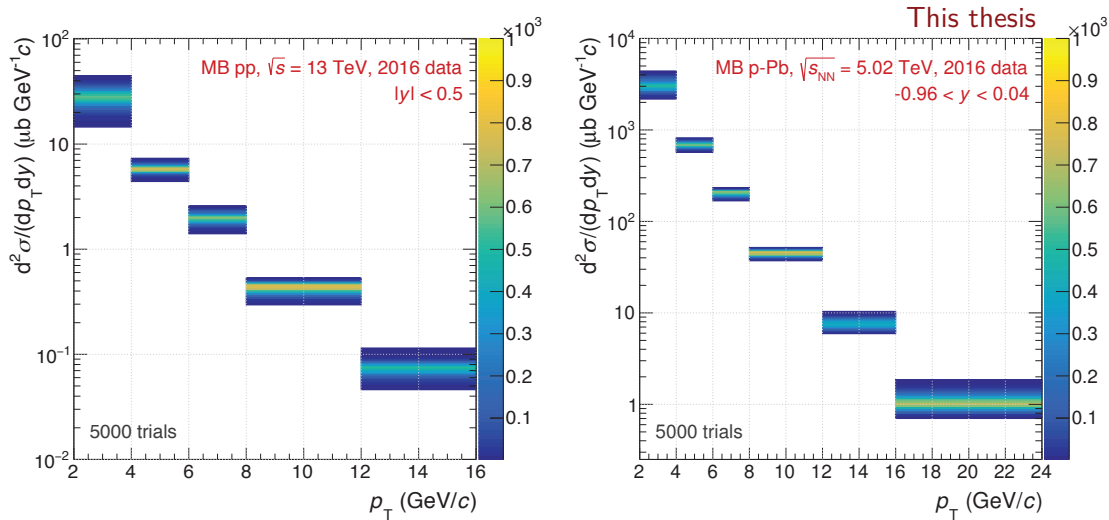 This thesis
×10³
MB pp, √s = 13 TeV, 2016 data
|y| < 0.5
d²σ/(dp_T dy) (μb GeV⁻¹c)
10²
10
1
10⁻¹
10⁻²
5000 trials
2 4 6 8 10 12 14 16
p_T (GeV/c)
1
0.9
0.8
0.7
0.6
0.5
0.4
0.3
0.2
0.1
×10³
MB p-Pb, √s_NN = 5.02 TeV, 2016 data
-0.96 < y < 0.04
d²σ/(dp_T dy) (μb GeV⁻¹c)
10⁴
10³
10²
10
1
5000 trials
2 4 6 8 10 12 14 16 18 20 22 24
p_T (GeV/c)
1
0.9
0.8
0.7
0.6
0.5
0.4
0.3
0.2
0.1